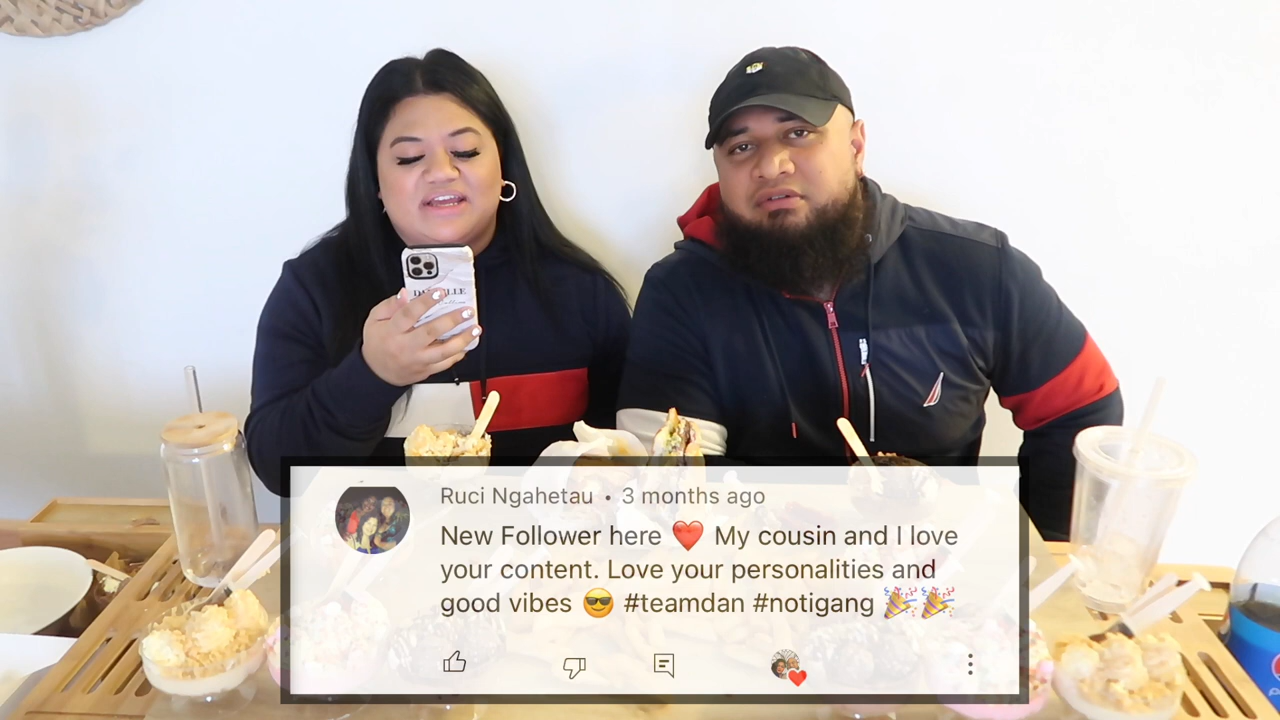 Ruci Ngahetau • 3 months ago
New Follower here ❤️ My cousin and I love
your content. Love your personalities and
good vibes 😎 #teamdan #notigang 🎉🎉